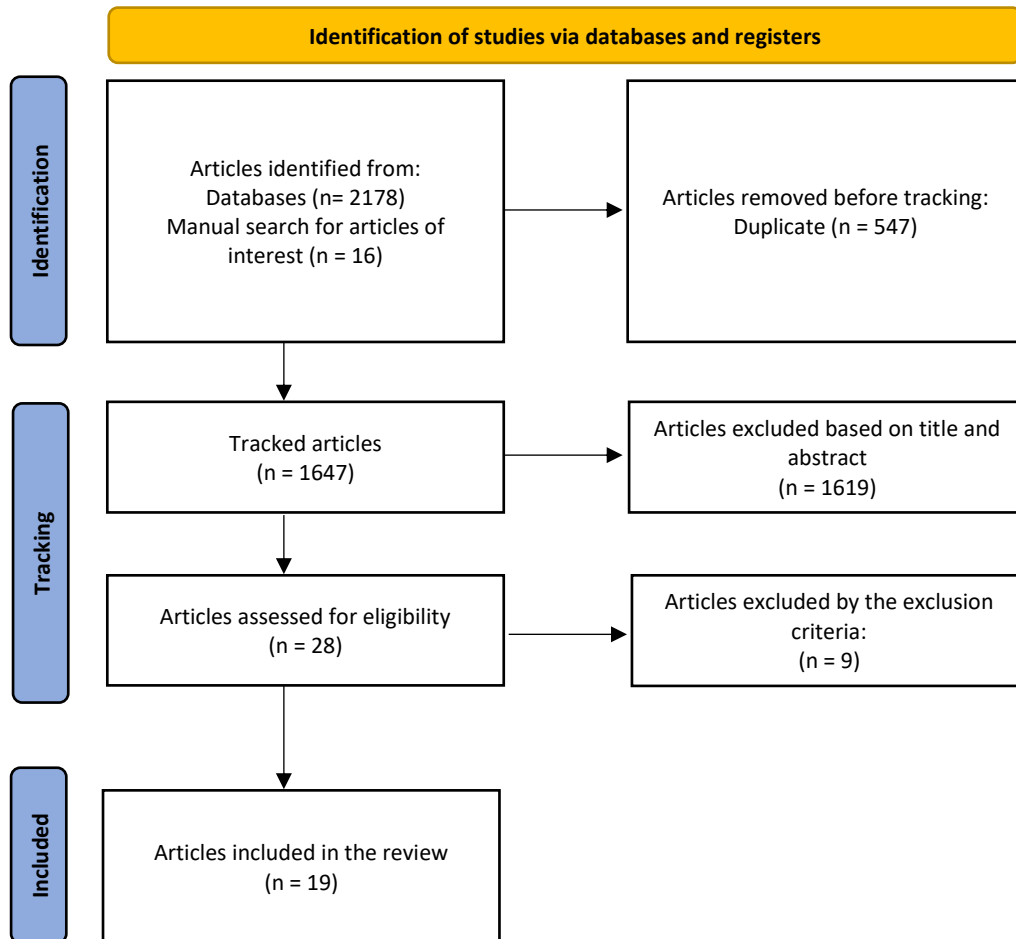 Identification of studies via databases and registers
Identification
Articles identified from:
Databases (n= 2178)
Manual search for articles of
interest (n = 16)
Articles removed before tracking:
Duplicate (n = 547)
Tracking
Tracked articles
(n = 1647)
Articles excluded based on title and
abstract
(n = 1619)
Articles assessed for eligibility
(n = 28)
Articles excluded by the exclusion
criteria:
(n = 9)
Included
Articles included in the review
(n = 19)